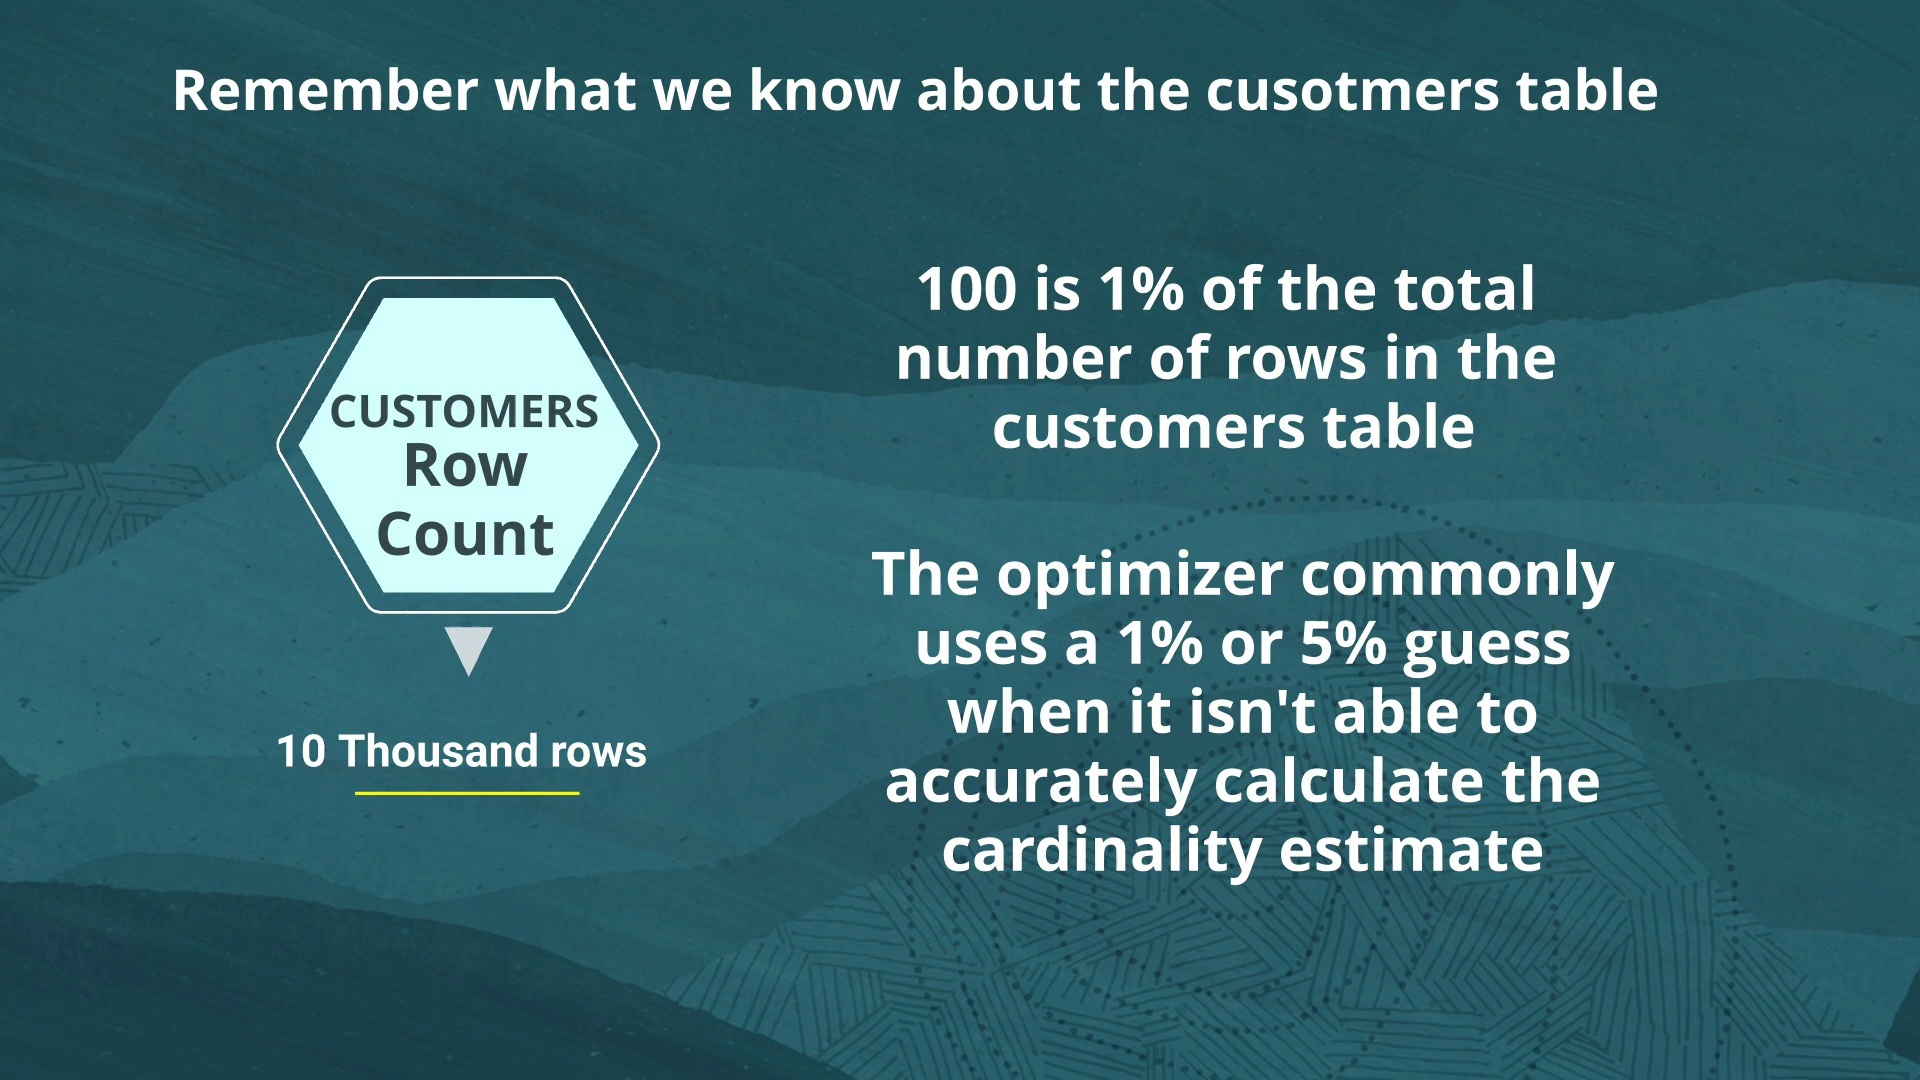 Remember what we know about the cusotmers table
CUSTOMERS
Row
Count
10 Thousand rows
100 is 1% of the total
number of rows in the
customers table
The optimizer commonly
uses a 1% or 5% guess
when it isn't able to
accurately calculate the
cardinality estimate